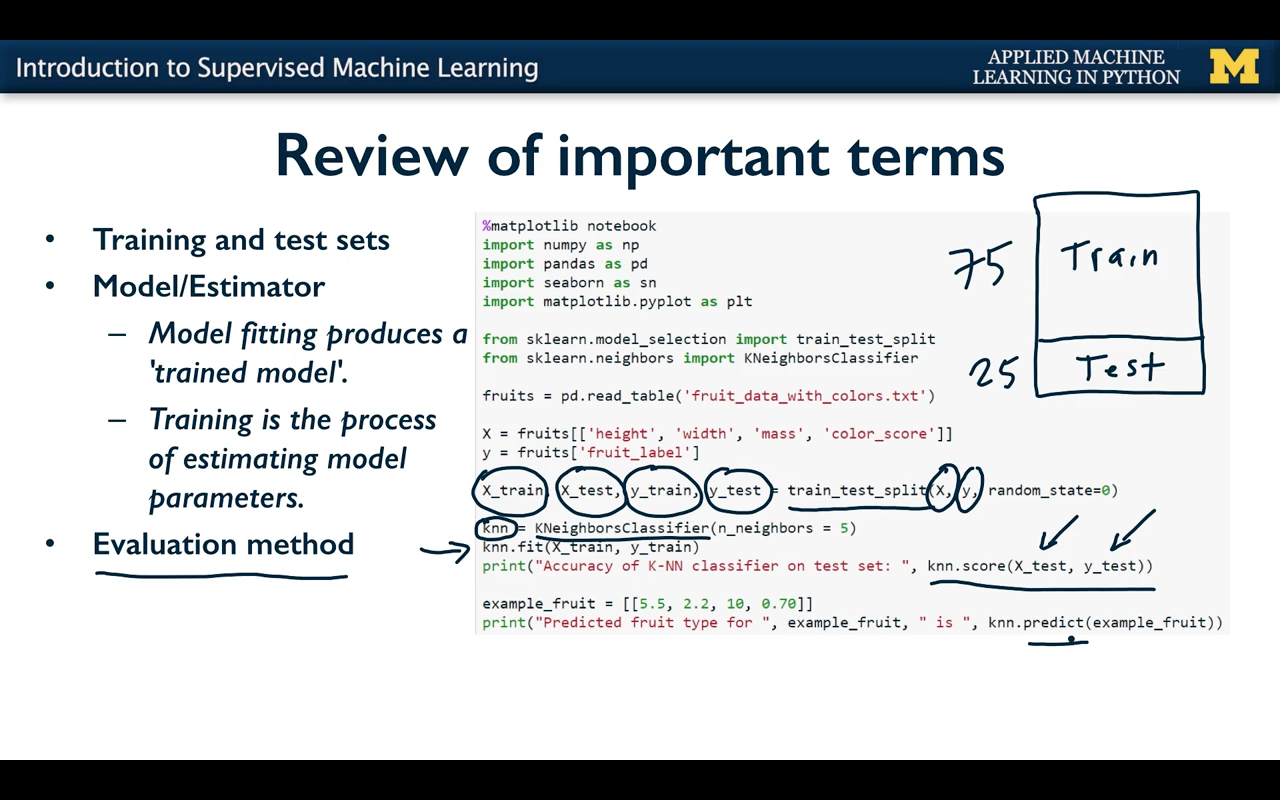 Introduction to Supervised Machine Learning
APPLIED MACHINE
LEARNING IN PYTHON
M
Review of important terms
• Training and test sets
• Model/Estimator
– Model fitting produces a
'trained model'.
– Training is the process
of estimating model
parameters.
• Evaluation method
%matplotlib notebook
import numpy as np
import pandas as pd
import seaborn as sn
import matplotlib.pyplot as plt
from sklearn.model_selection import train_test_split
from sklearn.neighbors import KNeighborsClassifier
fruits = pd.read_table('fruit_data_with_colors.txt')
X = fruits[['height', 'width', 'mass', 'color_score']]
y = fruits['fruit_label']
X_train, X_test, y_train, y_test = train_test_split(X, y, random_state=0)
knn = KNeighborsClassifier(n_neighbors = 5)
knn.fit(X_train, y_train)
print("Accuracy of K-NN classifier on test set: ", knn.score(X_test, y_test))
example_fruit = [[5.5, 2.2, 10, 0.70]]
print("Predicted fruit type for ", example_fruit, " is ", knn.predict(example_fruit))
75 Train
25 Test